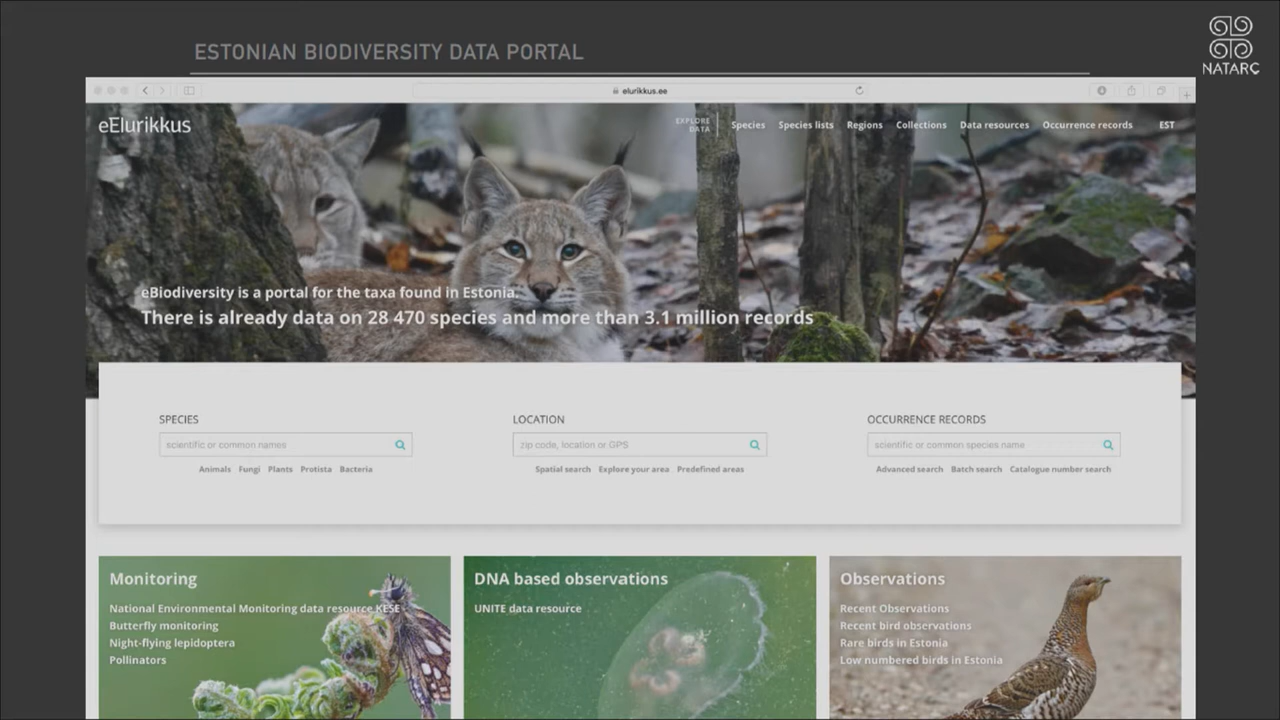 ESTONIAN BIODIVERSITY DATA PORTAL
NATARC
elurikkus.ee
eElurikkus
EXPLORE DATA
Species Species lists Regions Collections Data resources Occurrence records EST
eBiodiversity is a portal for the taxa found in Estonia.
There is already data on 28 470 species and more than 3.1 million records
SPECIES
scientific or common names
Animals Fungi Plants Protista Bacteria
LOCATION
zip code, location or GPS
Spatial search Explore your area Predefined areas
OCCURRENCE RECORDS
scientific or common species name
Advanced search Batch search Catalogue number search
Monitoring
National Environmental Monitoring data resource KESE
Butterfly monitoring
Night-flying lepidoptera
Pollinators
DNA based observations
UNITE data resource
Observations
Recent Observations
Recent bird observations
Rare birds in Estonia
Low numbered birds in Estonia